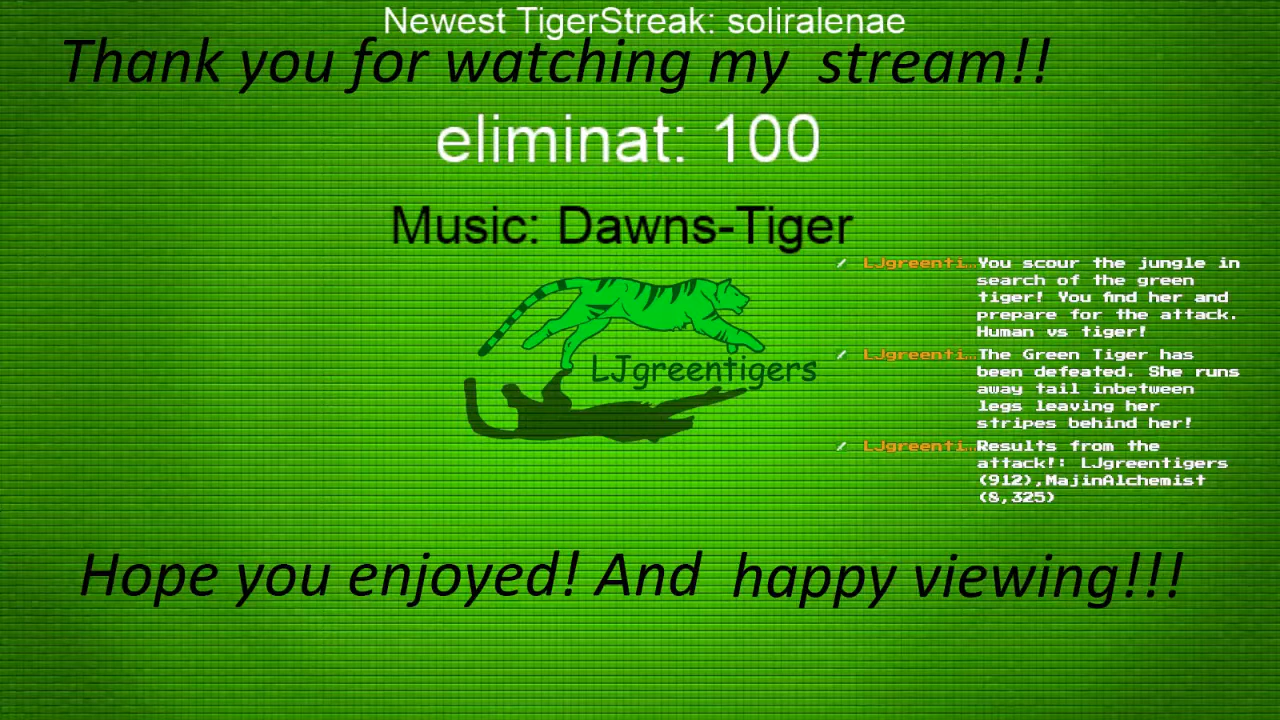 Newest TigerStreak: soliralenae
Thank you for watching my stream!!
eliminat: 100
Music: Dawns-Tiger
LJgreentigers
LJgreenti…You scour the jungle in
search of the green
tiger! You find her and
prepare for the attack.
Human vs tiger!
LJgreenti…The Green Tiger has
been defeated. She runs
away tail inbetween
legs leaving her
stripes behind her!
LJgreenti…Results from the
attack!: LJgreentigers
(912),MajinAlchemist
(8,325)
Hope you enjoyed! And happy viewing!!!